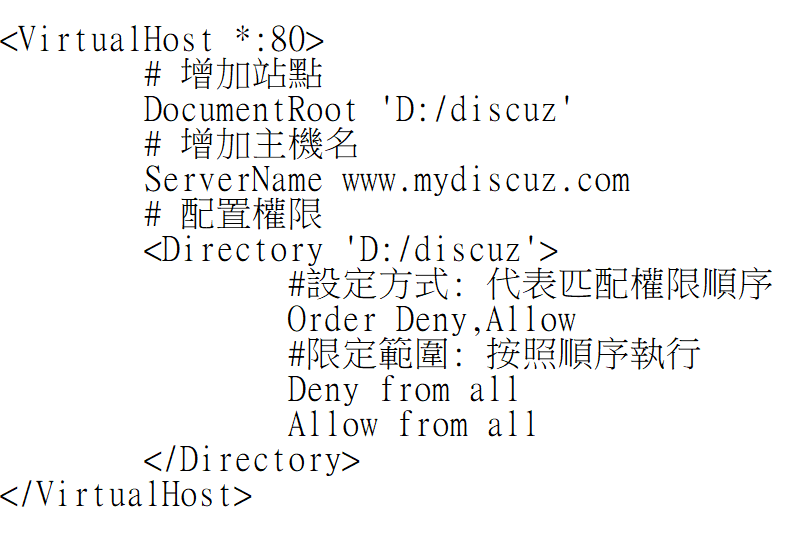 <VirtualHost *:80>
# 增加站點
DocumentRoot 'D:/discuz'
# 增加主機名
ServerName www.mydiscuz.com
# 配置權限
<Directory 'D:/discuz'>
#設定方式: 代表匹配權限順序
Order Deny,Allow
#限定範圍: 按照順序執行
Deny from all
Allow from all
</Directory>
</VirtualHost>